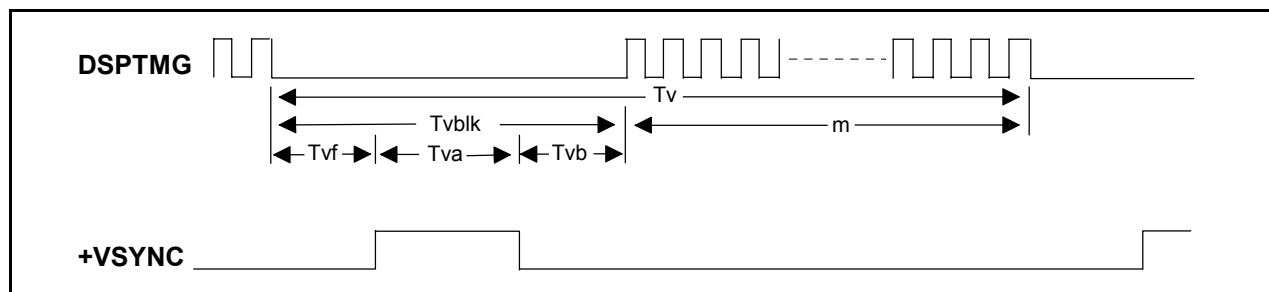 DSPTMG
Tv
Tvblk
m
Tvf
Tva
Tvb
+VSYNC